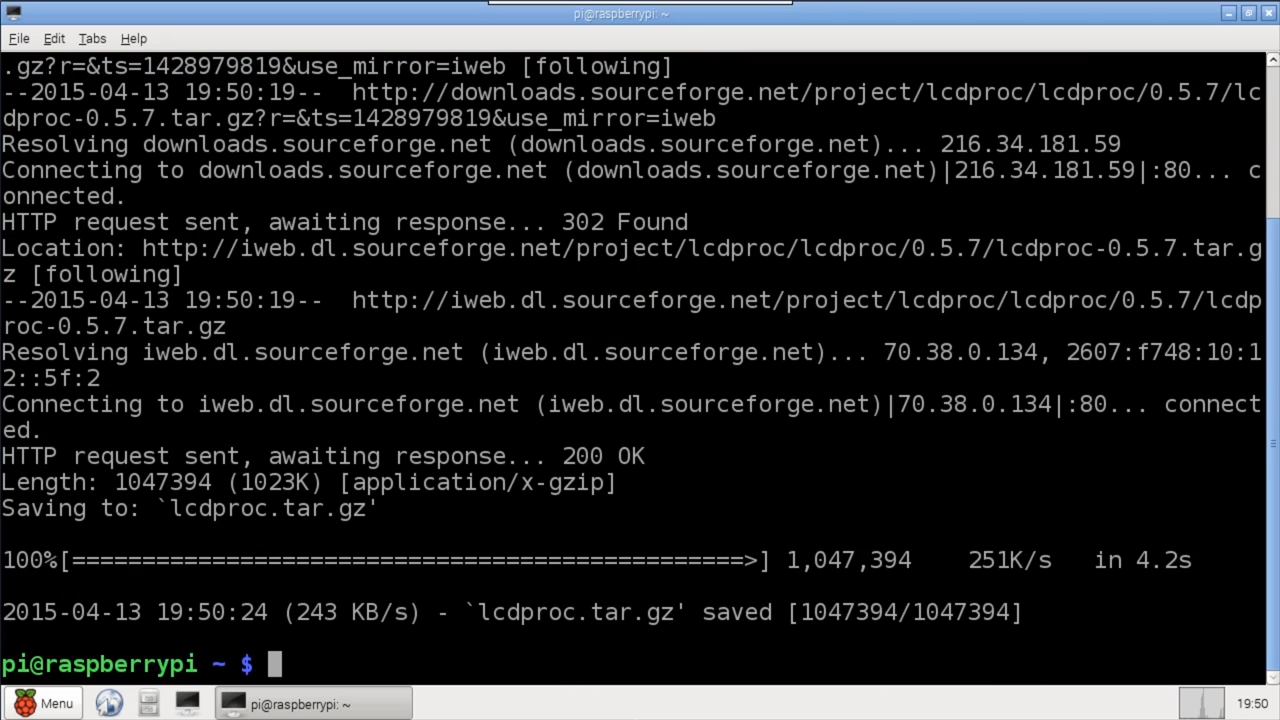 pi@raspberrypi: ~
File Edit Tabs Help
.gz?r=&ts=1428979819&use_mirror=iweb [following]
--2015-04-13 19:50:19--  http://downloads.sourceforge.net/project/lcdproc/lcdproc/0.5.7/lc
dproc-0.5.7.tar.gz?r=&ts=1428979819&use_mirror=iweb
Resolving downloads.sourceforge.net (downloads.sourceforge.net)... 216.34.181.59
Connecting to downloads.sourceforge.net (downloads.sourceforge.net)|216.34.181.59|:80... c
onnected.
HTTP request sent, awaiting response... 302 Found
Location: http://iweb.dl.sourceforge.net/project/lcdproc/lcdproc/0.5.7/lcdproc-0.5.7.tar.g
z [following]
--2015-04-13 19:50:19--  http://iweb.dl.sourceforge.net/project/lcdproc/lcdproc/0.5.7/lcdp
roc-0.5.7.tar.gz
Resolving iweb.dl.sourceforge.net (iweb.dl.sourceforge.net)... 70.38.0.134, 2607:f748:10:1
2::5f:2
Connecting to iweb.dl.sourceforge.net (iweb.dl.sourceforge.net)|70.38.0.134|:80... connect
ed.
HTTP request sent, awaiting response... 200 OK
Length: 1047394 (1023K) [application/x-gzip]
Saving to: `lcdproc.tar.gz'
100%[================================================>] 1,047,394    251K/s   in 4.2s
2015-04-13 19:50:24 (243 KB/s) - `lcdproc.tar.gz' saved [1047394/1047394]
pi@raspberrypi ~ $
Menu pi@raspberrypi: ~ 19:50